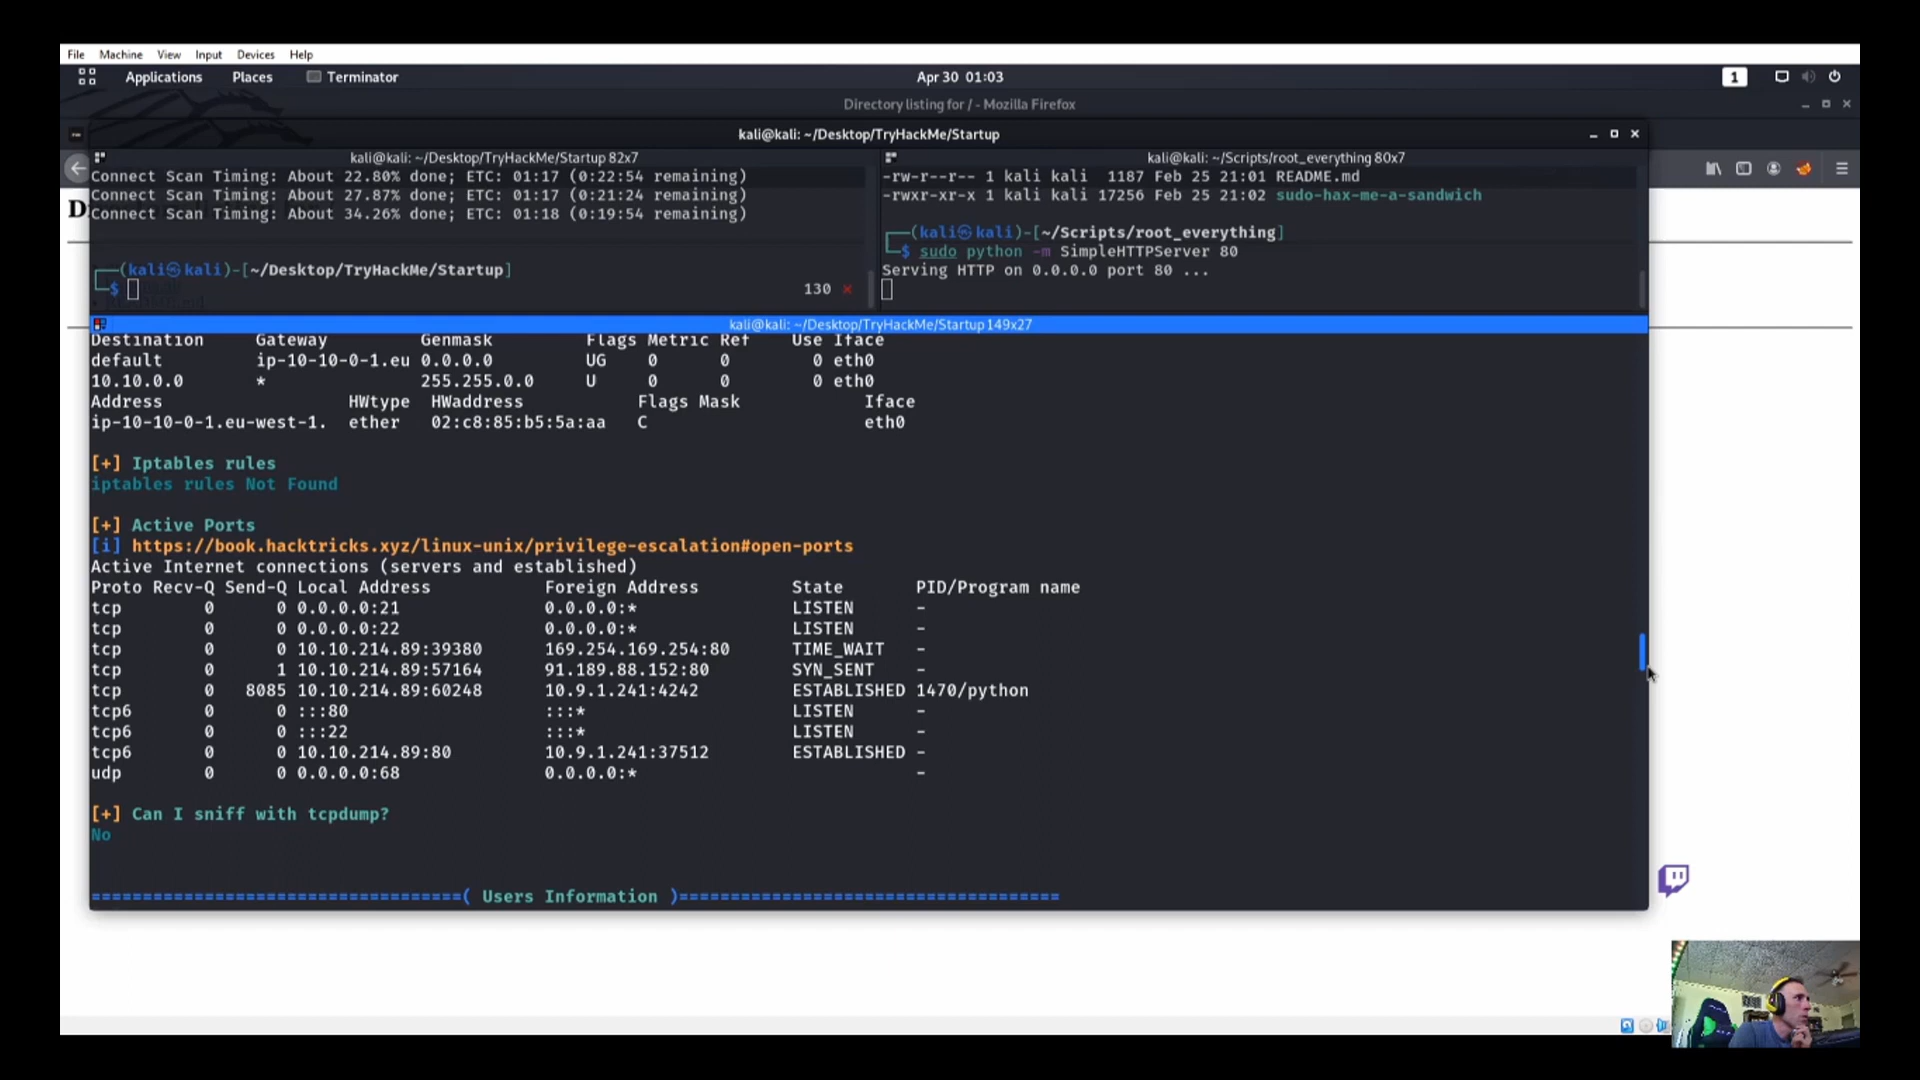 File Machine View Input Devices Help
Applications Places Terminator Apr 30 01:03 1
Directory listing for / - Mozilla Firefox
kali@kali: ~/Desktop/TryHackMe/Startup
kali@kali: ~/Desktop/TryHackMe/Startup 82x7
Connect Scan Timing: About 22.80% done; ETC: 01:17 (0:22:54 remaining)
Connect Scan Timing: About 27.87% done; ETC: 01:17 (0:21:24 remaining)
Connect Scan Timing: About 34.26% done; ETC: 01:18 (0:19:54 remaining)
┌──(kali㉿kali)-[~/Desktop/TryHackMe/Startup]
└─$ 130 ⨯
kali@kali: ~/Scripts/root_everything 80x7
-rw-r--r-- 1 kali kali 1187 Feb 25 21:01 README.md
-rwxr-xr-x 1 kali kali 17256 Feb 25 21:02 sudo-hax-me-a-sandwich
┌──(kali㉿kali)-[~/Scripts/root_everything]
└─$ sudo python -m SimpleHTTPServer 80
Serving HTTP on 0.0.0.0 port 80 ...
kali@kali: ~/Desktop/TryHackMe/Startup 149x27
Destination Gateway Genmask Flags Metric Ref Use Iface
default ip-10-10-0-1.eu 0.0.0.0 UG 0 0 0 eth0
10.10.0.0 * 255.255.0.0 U 0 0 0 eth0
Address HWtype HWaddress Flags Mask Iface
ip-10-10-0-1.eu-west-1. ether 02:c8:85:b5:5a:aa C eth0
[+] Iptables rules
iptables rules Not Found
[+] Active Ports
[i] https://book.hacktricks.xyz/linux-unix/privilege-escalation#open-ports
Active Internet connections (servers and established)
Proto Recv-Q Send-Q Local Address Foreign Address State PID/Program name
tcp 0 0 0.0.0.0:21 0.0.0.0:* LISTEN -
tcp 0 0 0.0.0.0:22 0.0.0.0:* LISTEN -
tcp 0 0 10.10.214.89:39380 169.254.169.254:80 TIME_WAIT -
tcp 0 1 10.10.214.89:57164 91.189.88.152:80 SYN_SENT -
tcp 0 8085 10.10.214.89:60248 10.9.1.241:4242 ESTABLISHED 1470/python
tcp6 0 0 :::80 :::* LISTEN -
tcp6 0 0 :::22 :::* LISTEN -
tcp6 0 0 10.10.214.89:80 10.9.1.241:37512 ESTABLISHED -
udp 0 0 0.0.0.0:68 0.0.0.0:* -
[+] Can I sniff with tcpdump?
No
====================================( Users Information )=====================================